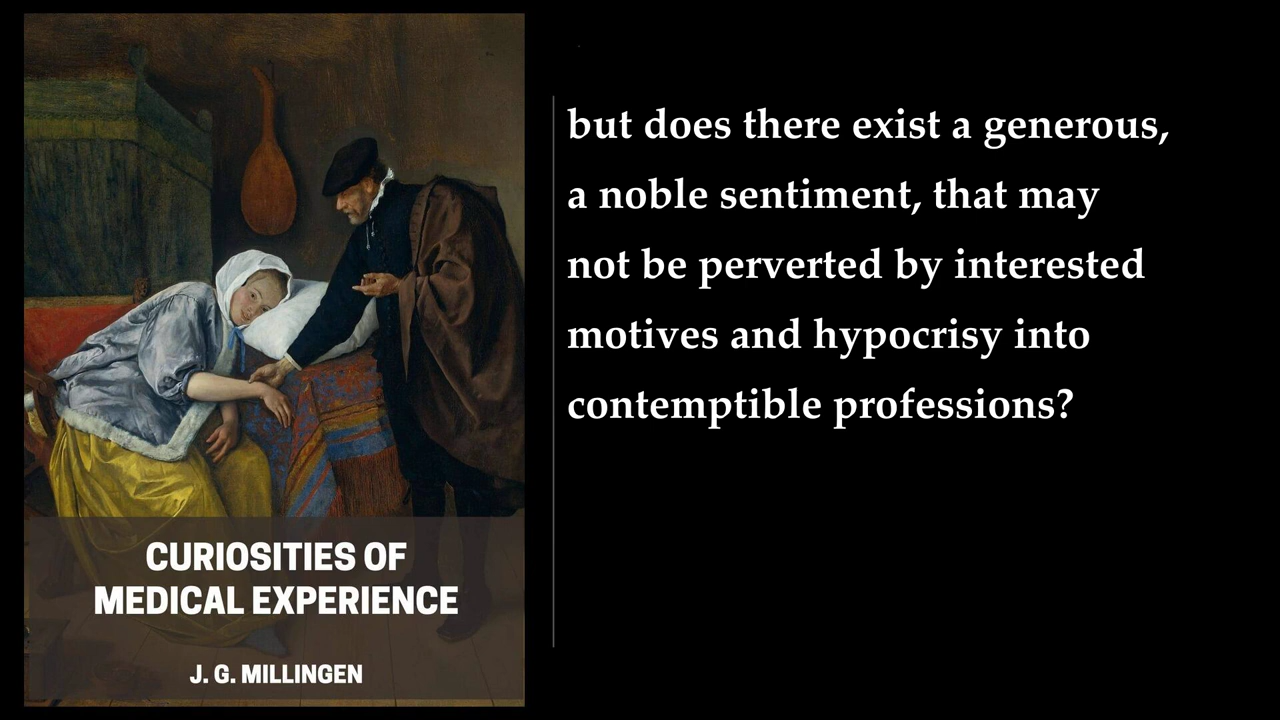 but does there exist a generous,
a noble sentiment, that may
not be perverted by interested
motives and hypocrisy into
contemptible professions?
CURIOSITIES OF
MEDICAL EXPERIENCE
J. G. MILLINGEN